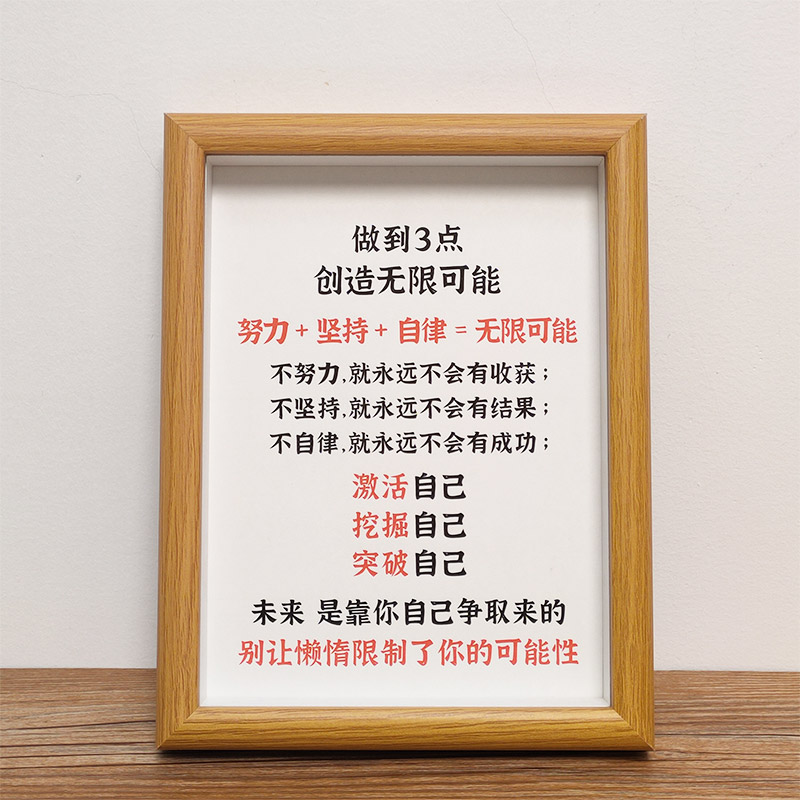 做到3点
创造无限可能
努力+坚持+自律=无限可能
不努力,就永远不会有收获;
不坚持,就永远不会有结果;
不自律,就永远不会有成功;
激活自己
挖掘自己
突破自己
未来 是靠你自己争取来的
别让懒惰限制了你的可能性